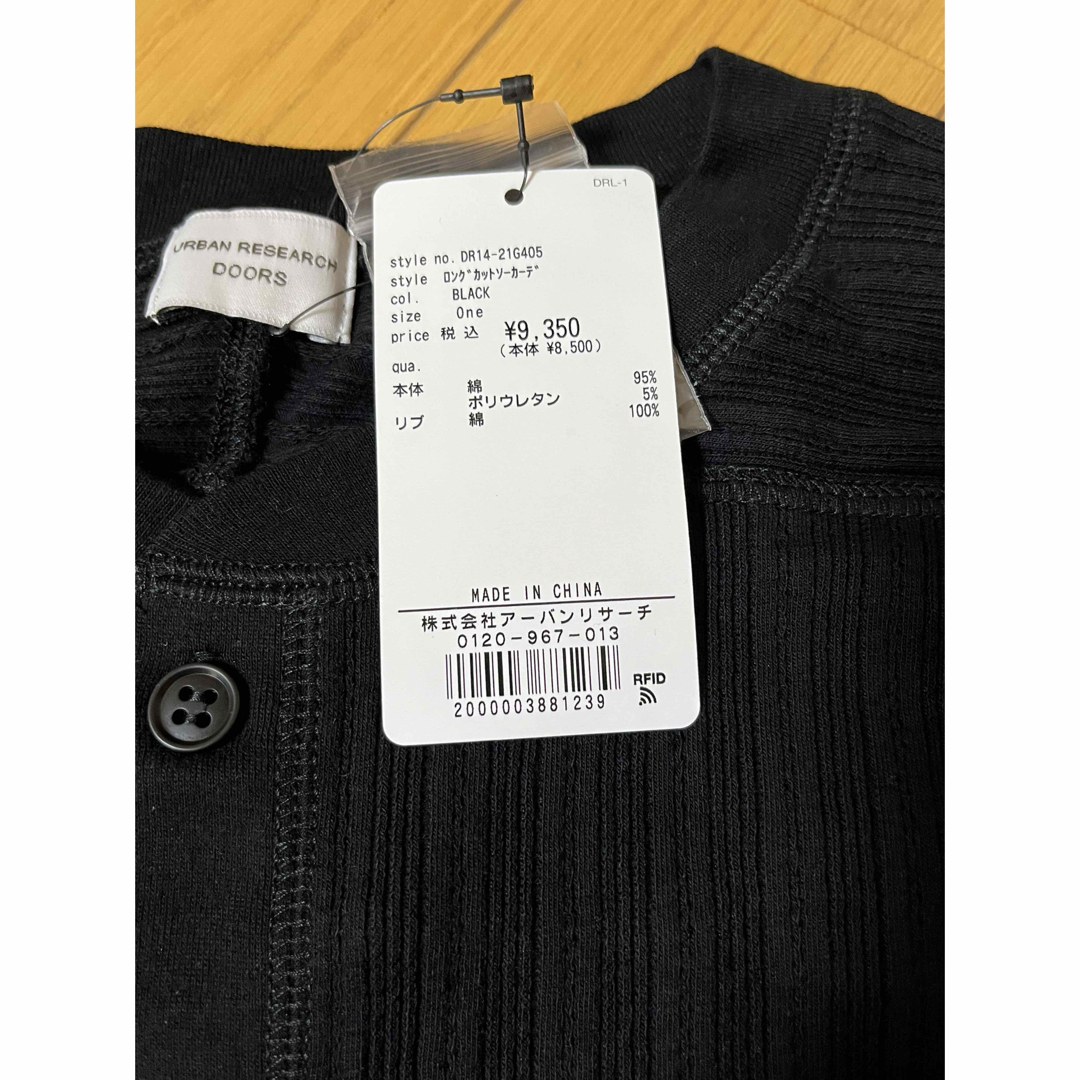 URBAN RESEARCH
DOORS
DRL-1
style no. DR14-21G405
style ﾛﾝｸﾞｶｯﾄｿｰｶｰﾃﾞ
col. BLACK
size One
price 税込 ¥9,350
(本体 ¥8,500)
qua.
本体 綿 95%
ポリウレタン 5%
リブ 綿 100%
MADE IN CHINA
株式会社アーバンリサーチ
0120-967-013
RFID
2000003881239